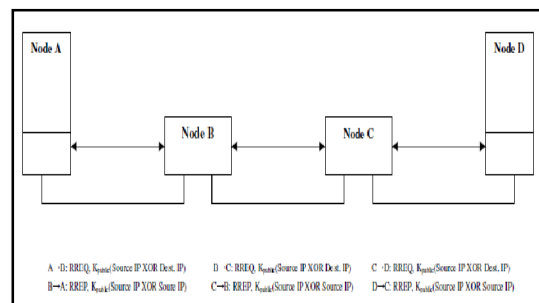 Node A
Node D
Node B
Node C
A→B: RREQ, Kpublic(Source IP XOR Dest. IP) B→C: RREQ, Kpublic(Source IP XOR Dest. IP) C→D: RREQ, Kpublic(Source IP XOR Dest. IP)
B→A: RREP, Kpublic(Source IP XOR Source IP) C→B: RREP, Kpublic(Source IP XOR Source IP) D→C: RREP, Kpublic(Source IP XOR Source IP)